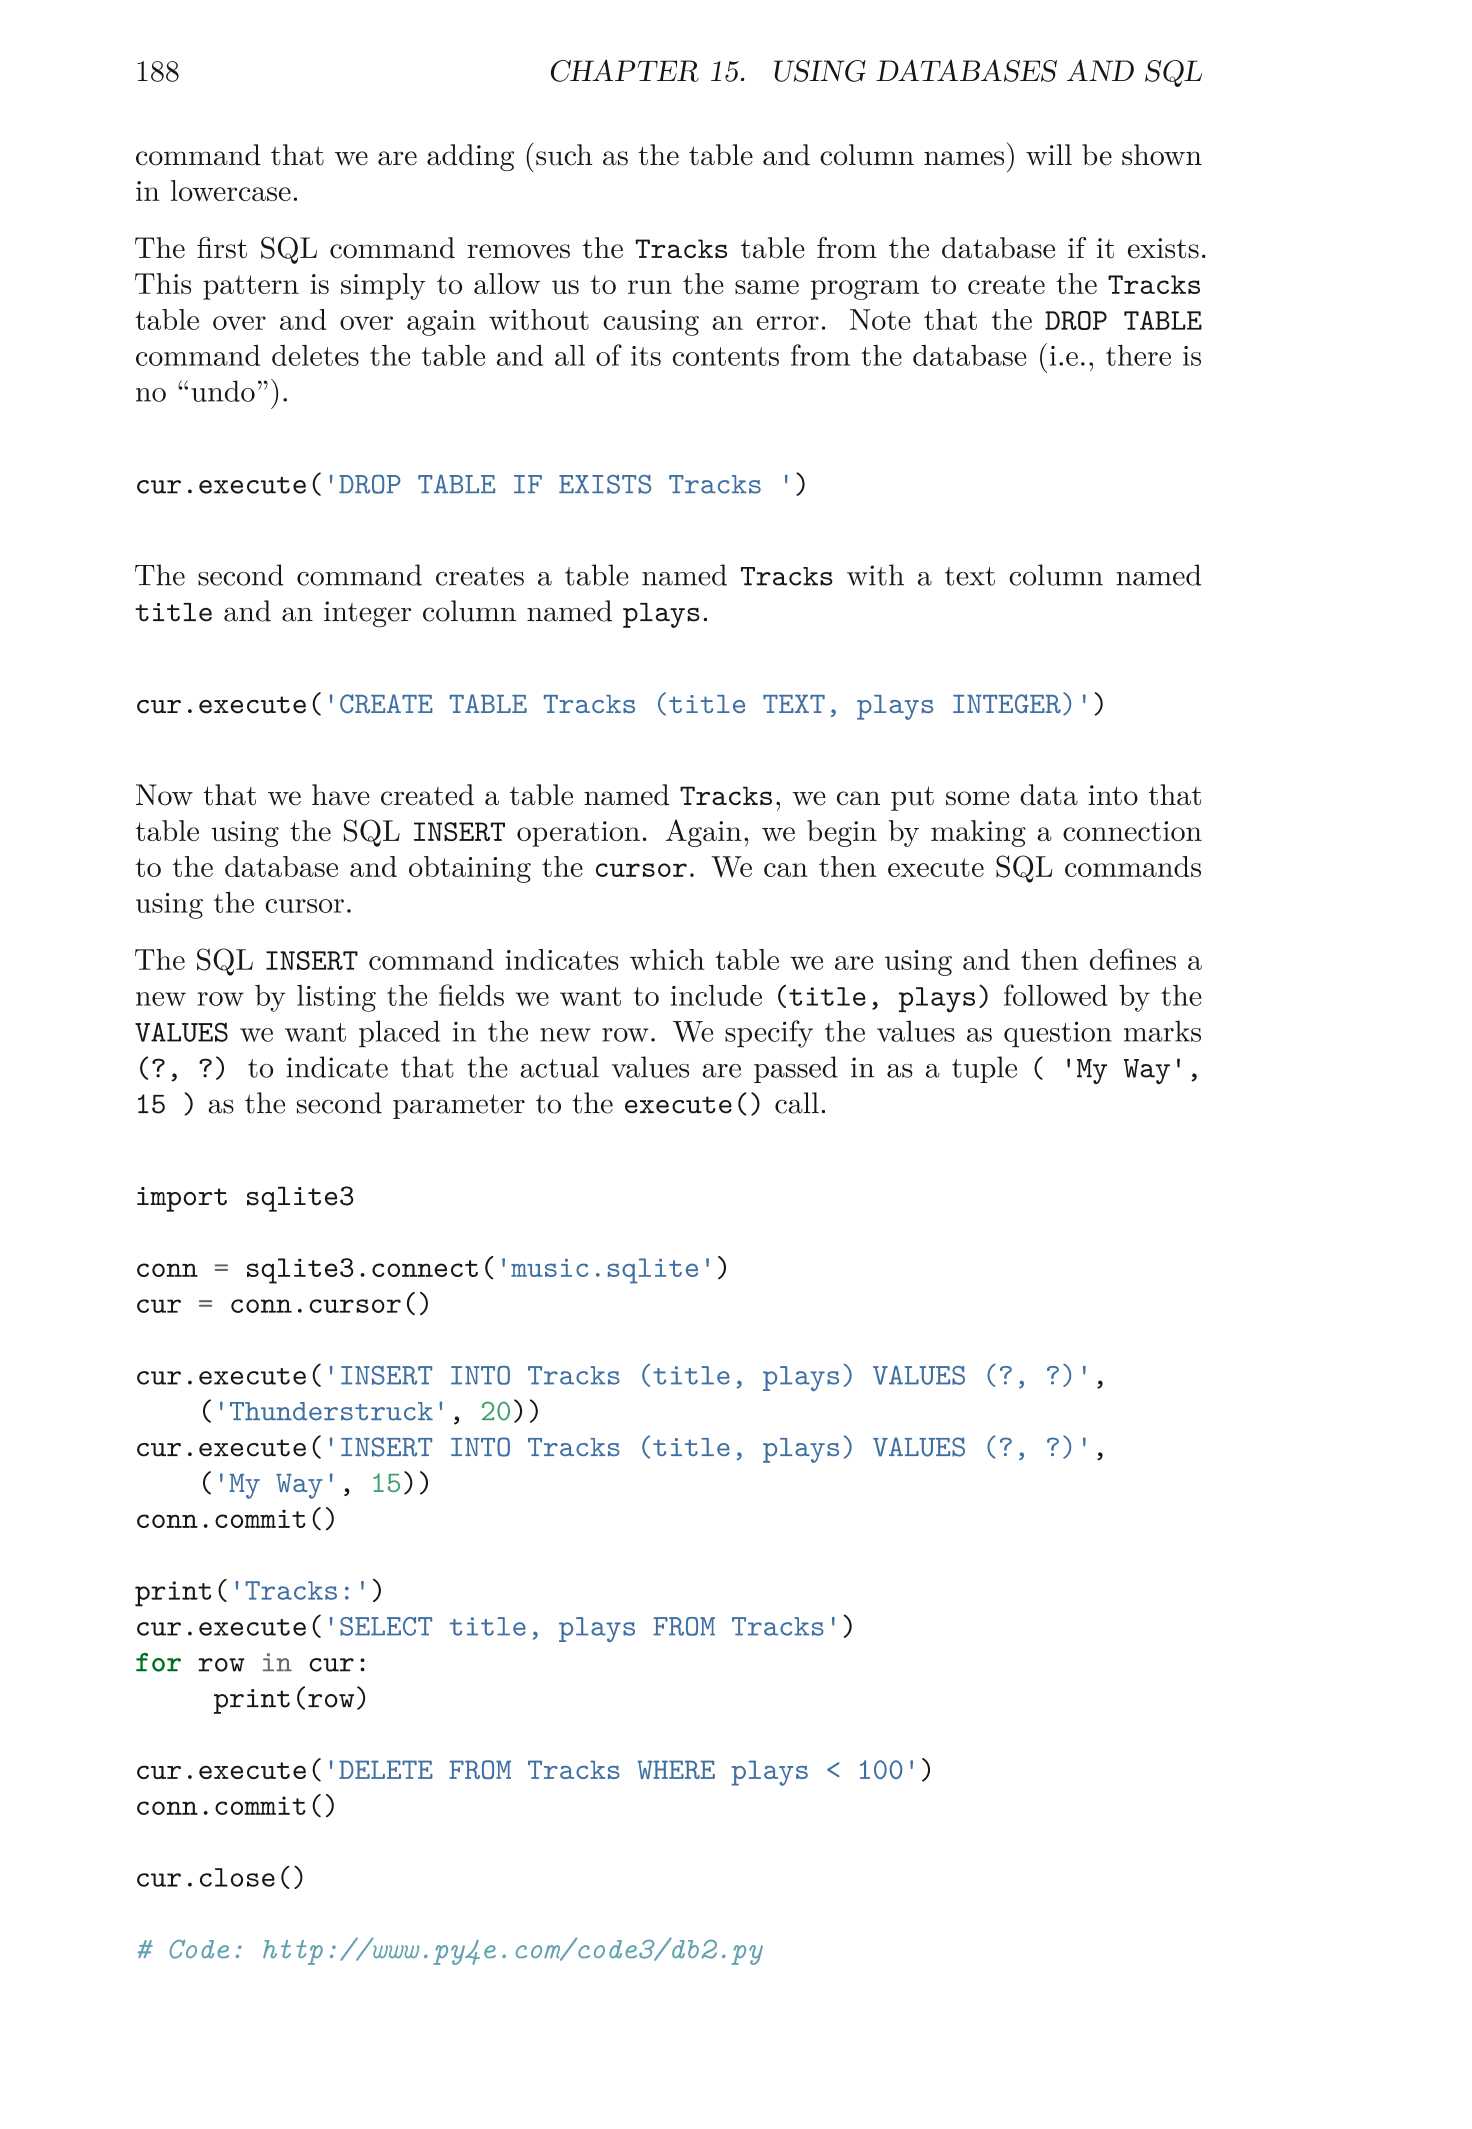 188 CHAPTER 15. USING DATABASES AND SQL
command that we are adding (such as the table and column names) will be shown
in lowercase.
The first SQL command removes the Tracks table from the database if it exists.
This pattern is simply to allow us to run the same program to create the Tracks
table over and over again without causing an error. Note that the DROP TABLE
command deletes the table and all of its contents from the database (i.e., there is
no “undo”).
cur.execute('DROP TABLE IF EXISTS Tracks ')
The second command creates a table named Tracks with a text column named
title and an integer column named plays.
cur.execute('CREATE TABLE Tracks (title TEXT, plays INTEGER)')
Now that we have created a table named Tracks, we can put some data into that
table using the SQL INSERT operation. Again, we begin by making a connection
to the database and obtaining the cursor. We can then execute SQL commands
using the cursor.
The SQL INSERT command indicates which table we are using and then defines a
new row by listing the fields we want to include (title, plays) followed by the
VALUES we want placed in the new row. We specify the values as question marks
(?, ?) to indicate that the actual values are passed in as a tuple ( 'My Way',
15 ) as the second parameter to the execute() call.
import sqlite3
conn = sqlite3.connect('music.sqlite')
cur = conn.cursor()
cur.execute('INSERT INTO Tracks (title, plays) VALUES (?, ?)',
    ('Thunderstruck', 20))
cur.execute('INSERT INTO Tracks (title, plays) VALUES (?, ?)',
    ('My Way', 15))
conn.commit()
print('Tracks:')
cur.execute('SELECT title, plays FROM Tracks')
for row in cur:
     print(row)
cur.execute('DELETE FROM Tracks WHERE plays < 100')
conn.commit()
cur.close()
# Code: http://www.py4e.com/code3/db2.py